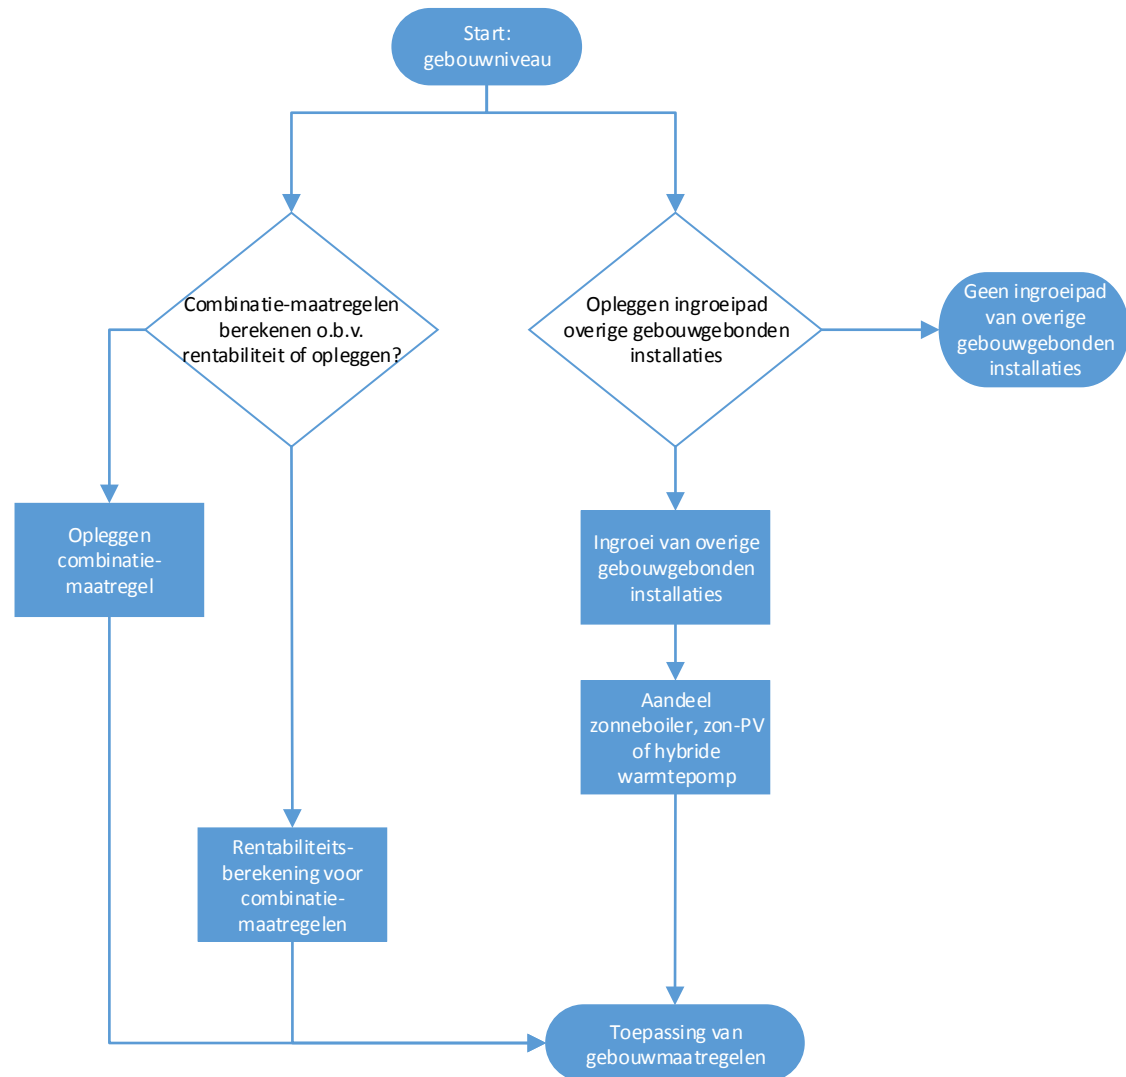 Start:
gebouwniveau
Combinatie-maatregelen
berekenen o.b.v.
rentabiliteit of opleggen?
Opleggen ingroeipad
overige gebouwgebonden
installaties
Geen ingroeipad
van overige
gebouwgebonden
installaties
Opleggen
combinatie-
maatregel
Ingroei van overige
gebouwgebonden
installaties
Aandeel
zonneboiler, zon-PV
of hybride
warmtepomp
Rentabiliteits-
berekening voor
combinatie-
maatregelen
Toepassing van
gebouwmaatregelen